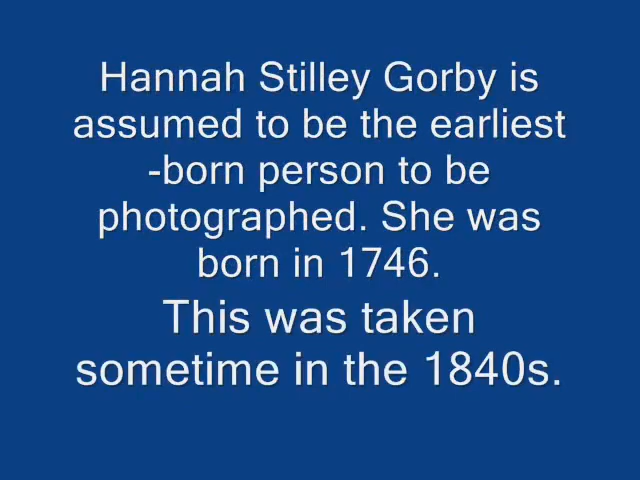 Hannah Stilley Gorby is
assumed to be the earliest
-born person to be
photographed. She was
born in 1746.
This was taken
sometime in the 1840s.